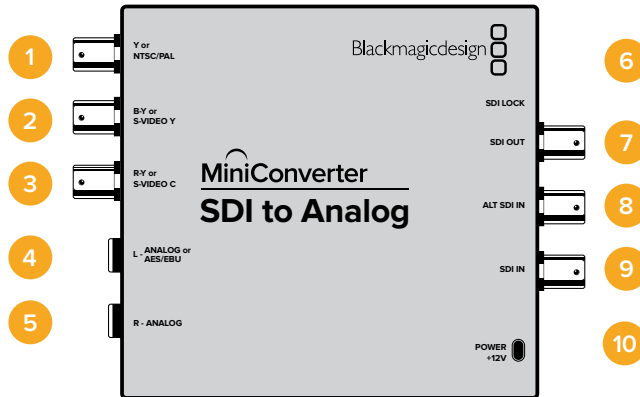 1
Y or
NTSC/PAL
2
B-Y or
S-VIDEO Y
3
R-Y or
S-VIDEO C
4
L - ANALOG or
AES/EBU
5
R - ANALOG
Blackmagicdesign
MiniConverter
SDI to Analog
SDI LOCK
6
SDI OUT
7
ALT SDI IN
8
SDI IN
9
POWER
+12V
10